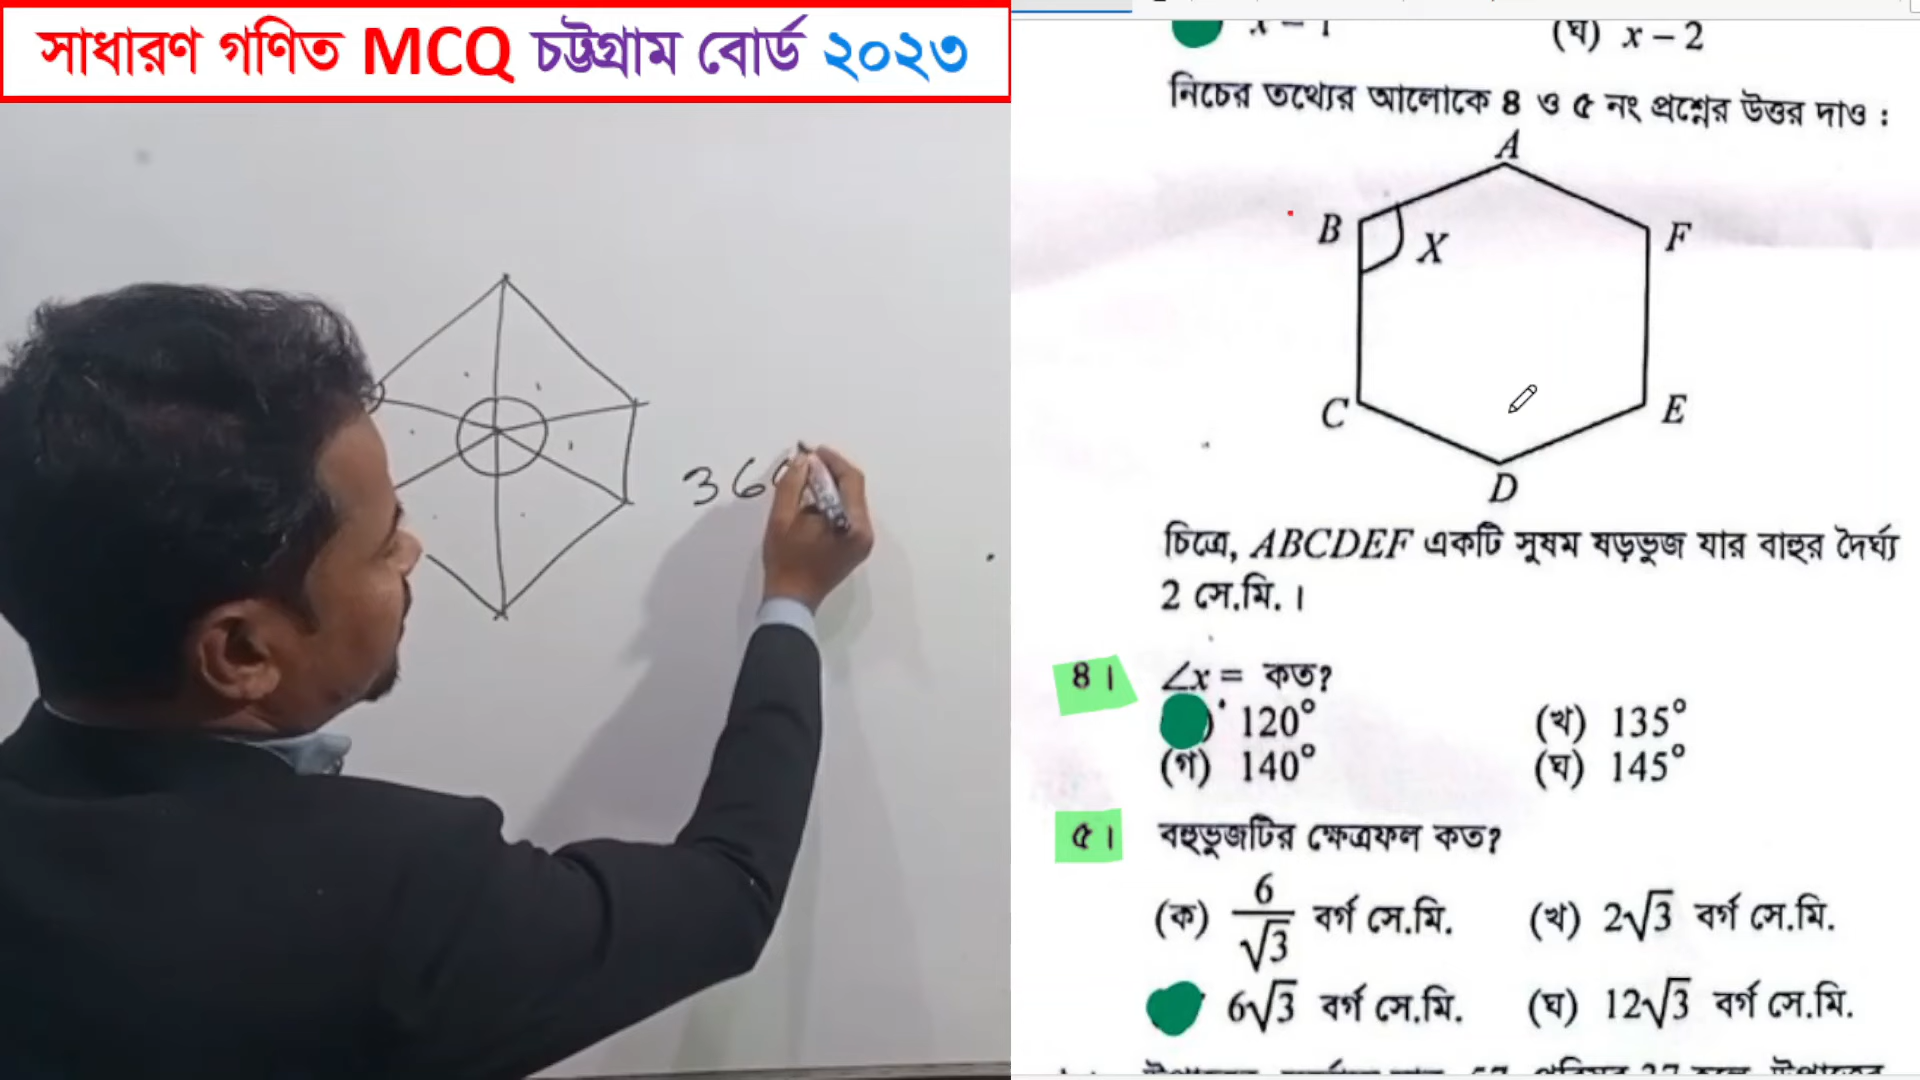 সাধারণ গণিত MCQ চট্টগ্রাম বোর্ড ২০২৩
36
(ঘ) x – 2
নিচের তথ্যের আলোকে ৪ ও ৫ নং প্রশ্নের উত্তর দাও :
A
B
X
F
C
E
D
চিত্রে, ABCDEF একটি সুষম ষড়ভুজ যার বাহুর দৈর্ঘ্য
2 সে.মি. ।
৪। ∠x = কত?
120° (খ) 135°
(গ) 140° (ঘ) 145°
৫। বহুভুজটির ক্ষেত্রফল কত?
(ক) 6/√3 বর্গ সে.মি. (খ) 2√3 বর্গ সে.মি.
6√3 বর্গ সে.মি. (ঘ) 12√3 বর্গ সে.মি.